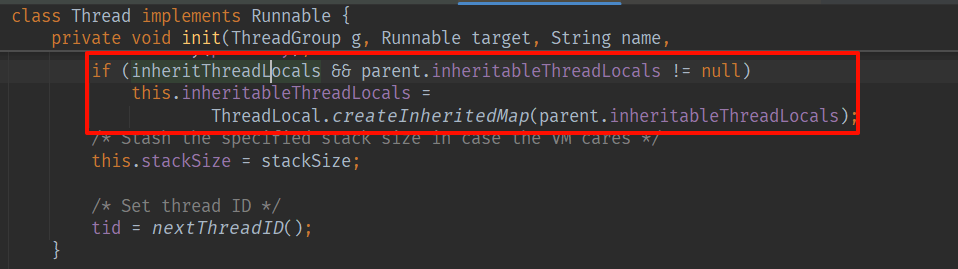 class Thread implements Runnable {
private void init(ThreadGroup g, Runnable target, String name,
if (inheritThreadLocals && parent.inheritableThreadLocals != null)
this.inheritableThreadLocals =
ThreadLocal.createInheritedMap(parent.inheritableThreadLocals);
/* Stash the specified stack size in case the VM cares */
this.stackSize = stackSize;
/* Set thread ID */
tid = nextThreadID();
}